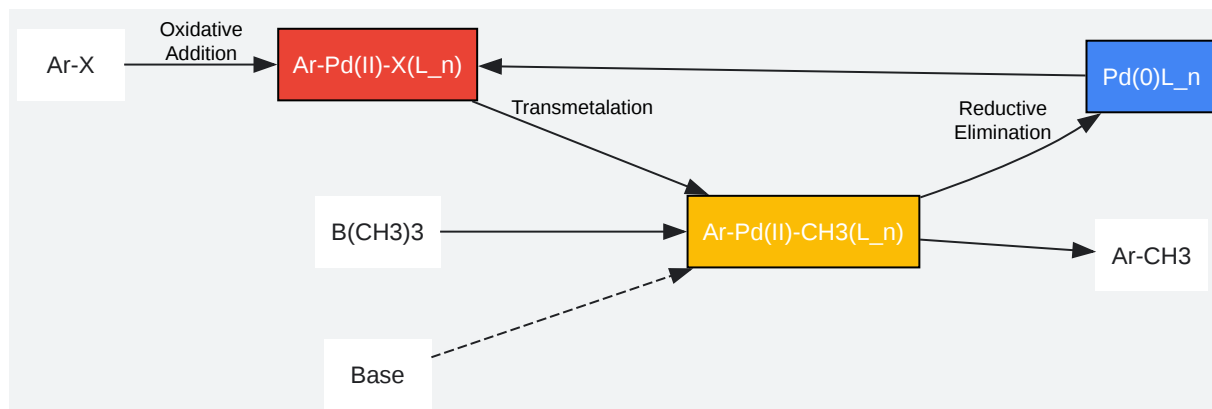 Ar-X
Oxidative
Addition
Ar-Pd(II)-X(L_n)
Pd(0)L_n
Transmetalation
Reductive
Elimination
B(CH3)3
Ar-Pd(II)-CH3(L_n)
Ar-CH3
Base